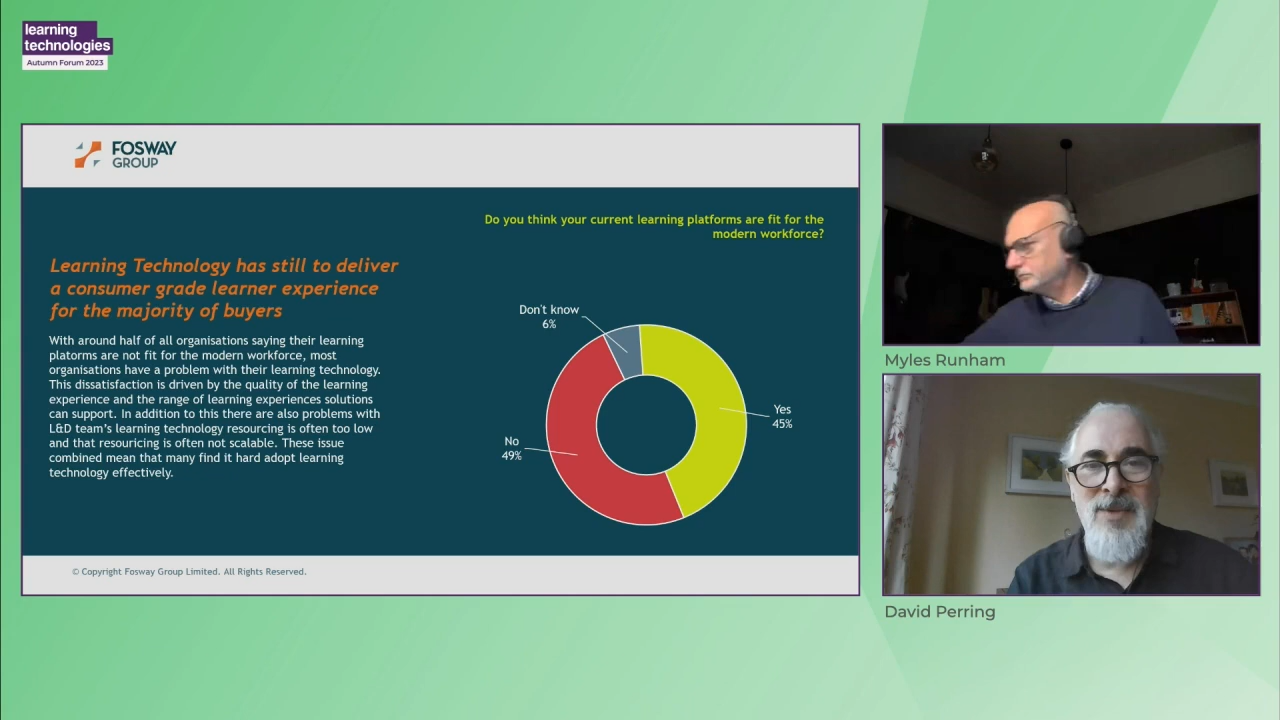 learning
technologies
Autumn Forum 2023
FOSWAY
GROUP
Do you think your current learning platforms are fit for the
modern workforce?
Learning Technology has still to deliver
a consumer grade learner experience
for the majority of buyers
With around half of all organisations saying their learning
platorms are not fit for the modern workforce, most
organisations have a problem with their learning technology.
This dissatisfaction is driven by the quality of the learning
experience and the range of learning experiences solutions
can support. In addition to this there are also problems with
L&D team's learning technology resourcing is often too low
and that resouricing is often not scalable. These issue
combined mean that many find it hard adopt learning
technology effectively.
Don't know
6%
Yes
45%
No
49%
© Copyright Fosway Group Limited. All Rights Reserved.
Myles Runham
David Perring